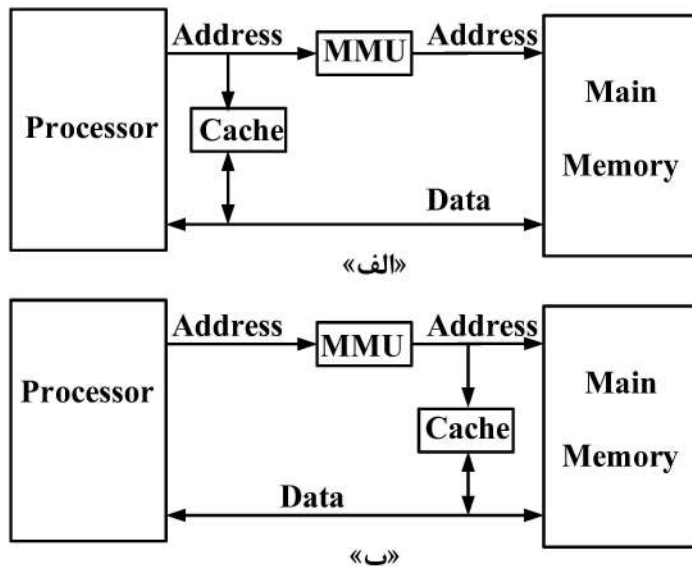 Address
Address
MMU
Processor
Cache
Main
Memory
Data
«الف»
Address
Address
MMU
Processor
Cache
Main
Memory
Data
«ب»